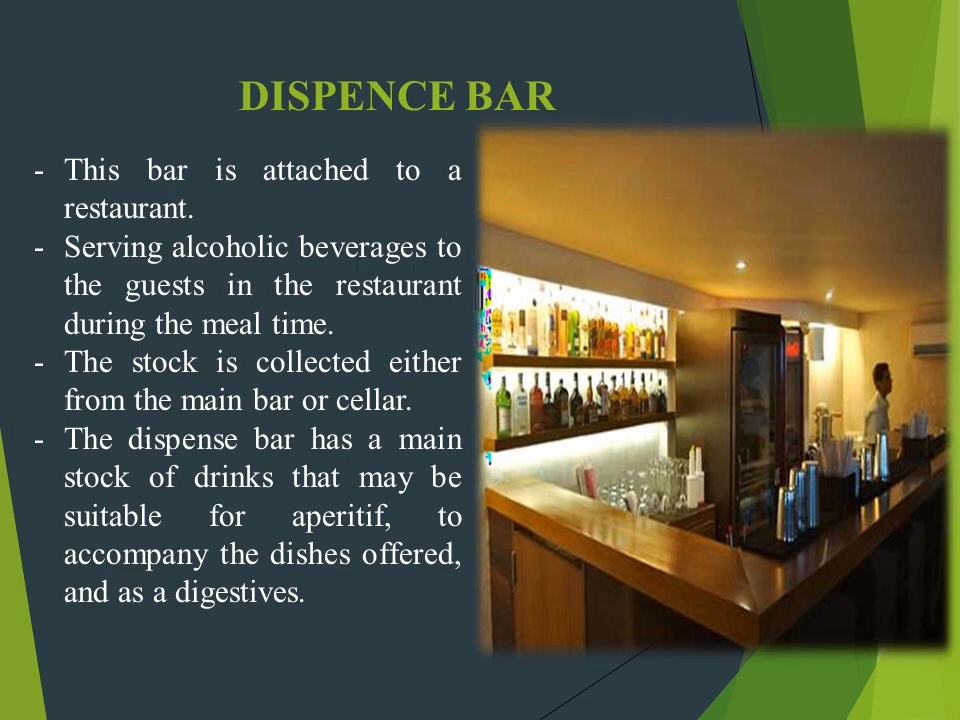 DISPENCE BAR
- This bar is attached to a
restaurant.
- Serving alcoholic beverages to
the guests in the restaurant
during the meal time.
- The stock is collected either
from the main bar or cellar.
- The dispense bar has a main
stock of drinks that may be
suitable for aperitif, to
accompany the dishes offered,
and as a digestives.